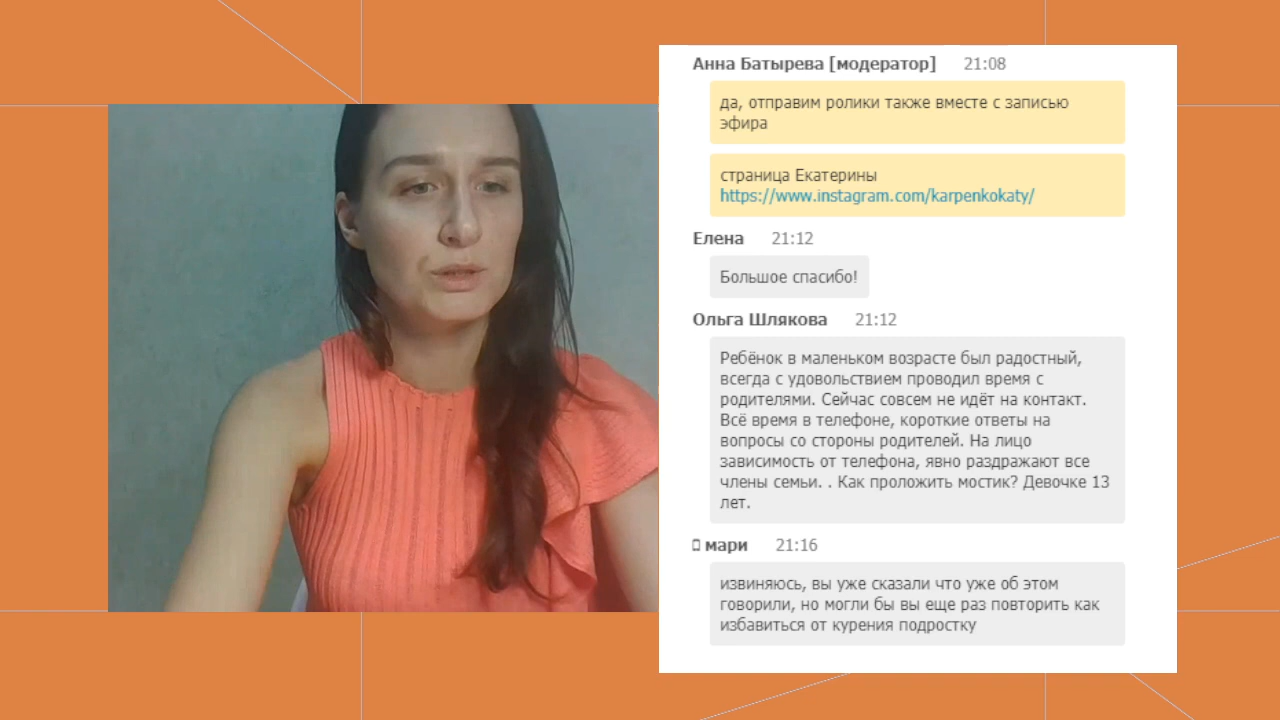 Анна Батырева [модератор] 21:08
да, отправим ролики также вместе с записью
эфира
страница Екатерины
https://www.instagram.com/karpenkokaty/
Елена 21:12
Большое спасибо!
Ольга Шлякова 21:12
Ребёнок в маленьком возрасте был радостный,
всегда с удовольствием проводил время с
родителями. Сейчас совсем не идёт на контакт.
Всё время в телефоне, короткие ответы на
вопросы со стороны родителей. На лицо
зависимость от телефона, явно раздражают все
члены семьи. . Как проложить мостик? Девочке 13
лет.
мари 21:16
извиняюсь, вы уже сказали что уже об этом
говорили, но могли бы вы еще раз повторить как
избавиться от курения подростку